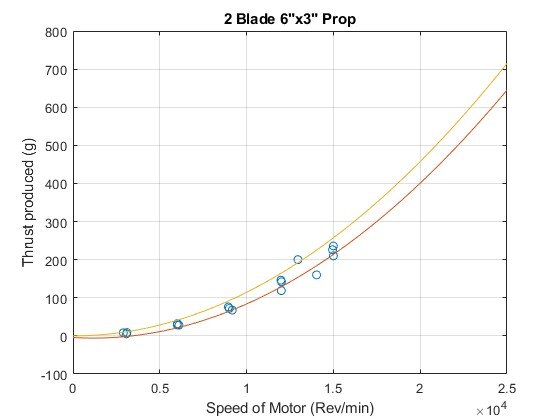 2 Blade 6"x3" Prop
800
700
600
500
400
300
200
100
0
-100
Thrust produced (g)
0 0.5 1 1.5 2 2.5
Speed of Motor (Rev/min)
×10^4